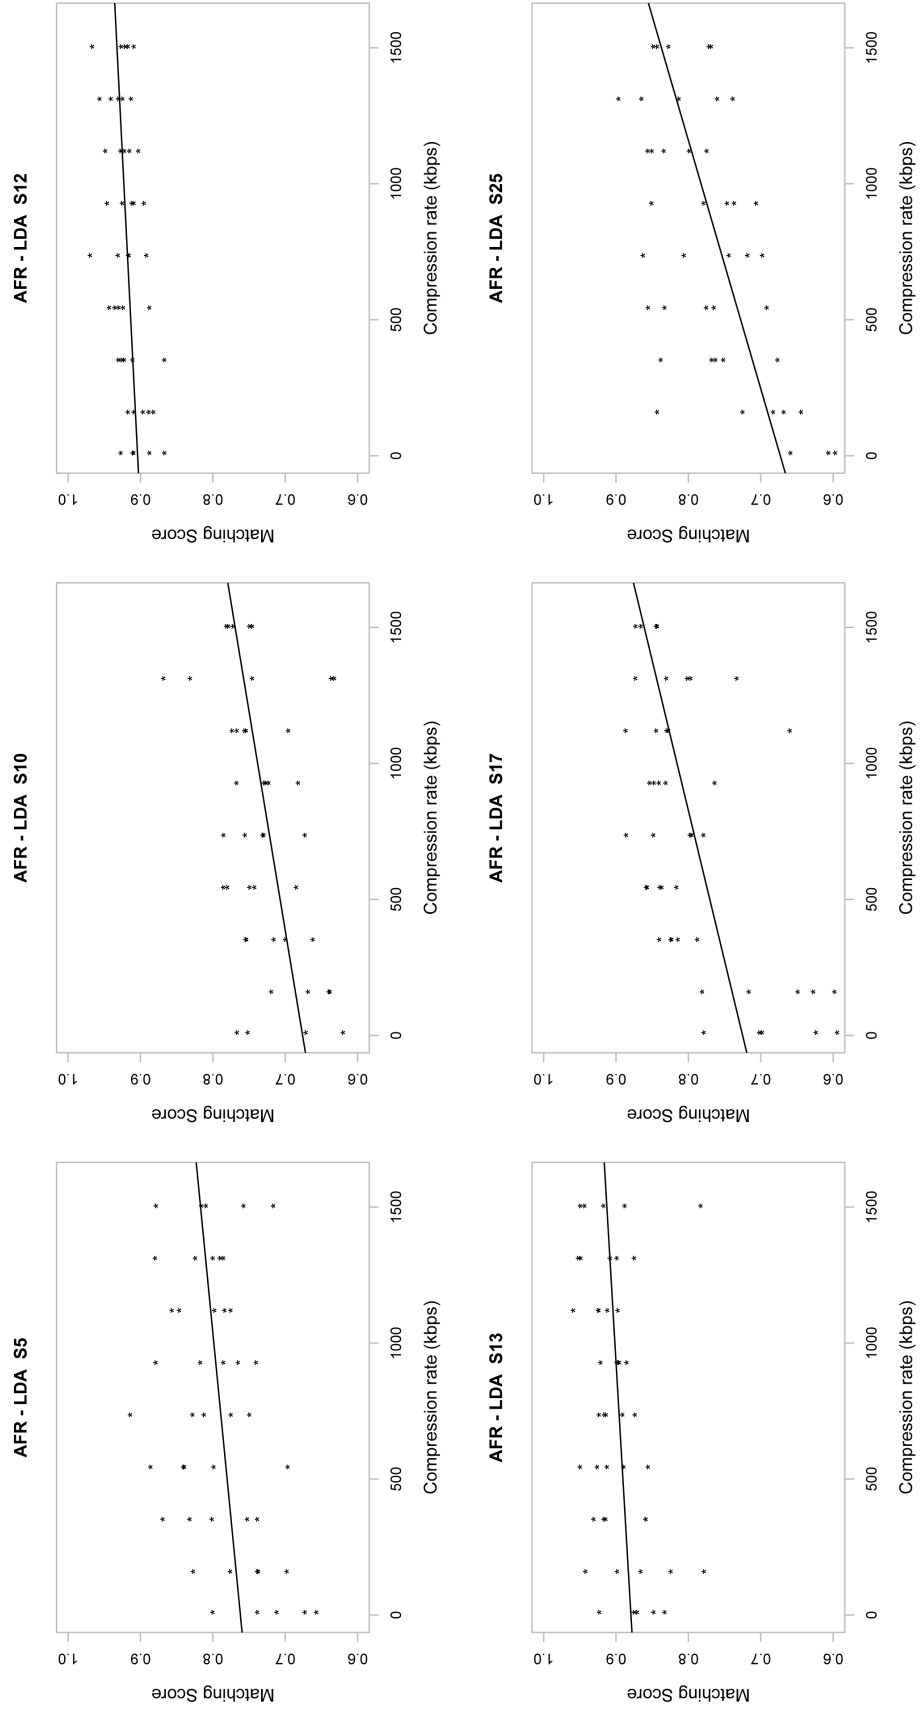 AFR - LDA S5
Matching Score
1.0
0.9
0.8
0.7
0.6
0 500 1000 1500
Compression rate (kbps)
AFR - LDA S10
Matching Score
1.0
0.9
0.8
0.7
0.6
0 500 1000 1500
Compression rate (kbps)
AFR - LDA S12
Matching Score
1.0
0.9
0.8
0.7
0.6
0 500 1000 1500
Compression rate (kbps)
AFR - LDA S13
Matching Score
1.0
0.9
0.8
0.7
0.6
0 500 1000 1500
Compression rate (kbps)
AFR - LDA S17
Matching Score
1.0
0.9
0.8
0.7
0.6
0 500 1000 1500
Compression rate (kbps)
AFR - LDA S25
Matching Score
1.0
0.9
0.8
0.7
0.6
0 500 1000 1500
Compression rate (kbps)